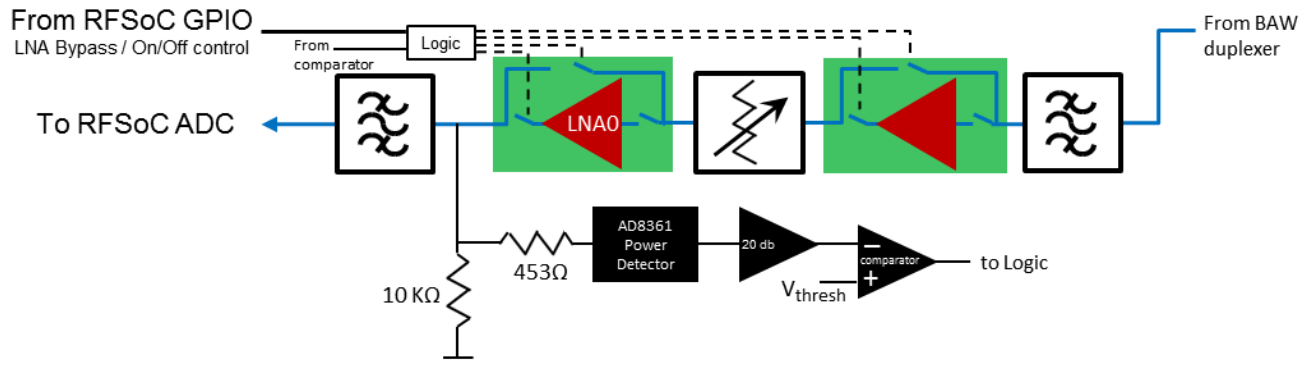 From RFSoC GPIO
LNA Bypass / On/Off control
From
comparator
Logic
From BAW
duplexer
To RFSoC ADC
LNA0
AD8361
Power
Detector
20 db
−
comparator
+
to Logic
453Ω
Vthresh
10 KΩ